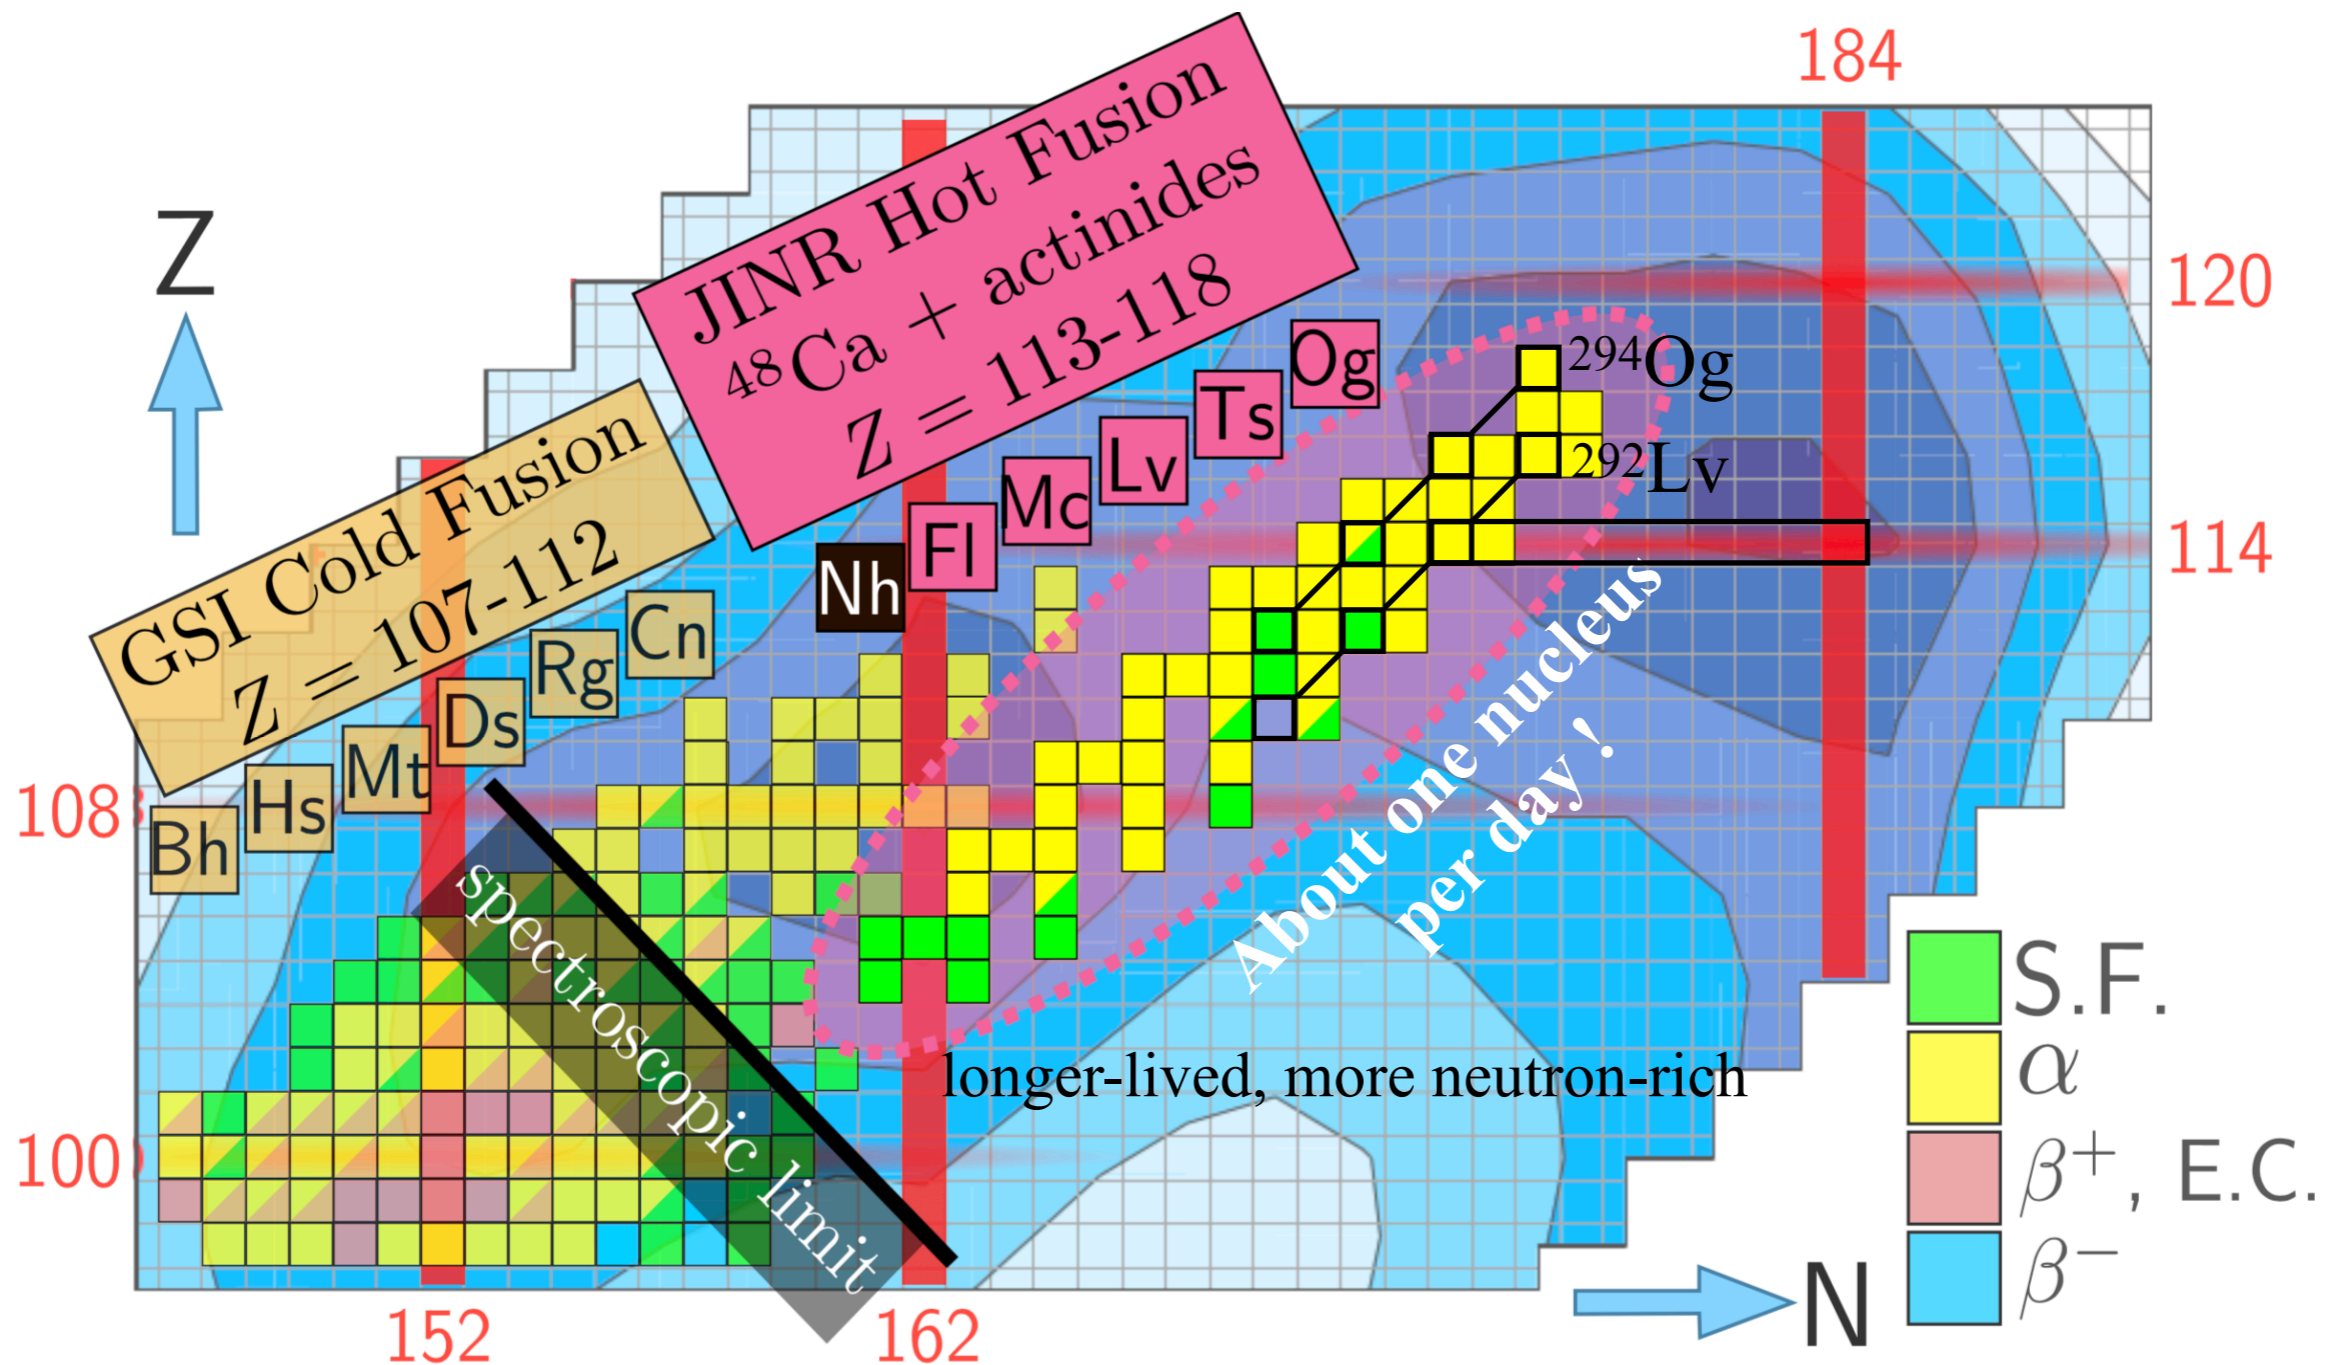 184
JINR Hot Fusion
⁴⁸Ca + actinides
Z = 113-118
Z
120
114
108
100
GSI Cold Fusion
Z = 107-112
Bh
Hs
Mt
Ds
Rg
Cn
Nh
Fl
Mc
Lv
Ts
Og
²⁹⁴Og
²⁹²Lv
About one nucleus
per day !
spectroscopic limit
longer-lived, more neutron-rich
S.F.
α
β⁺, E.C.
β⁻
N
152
162